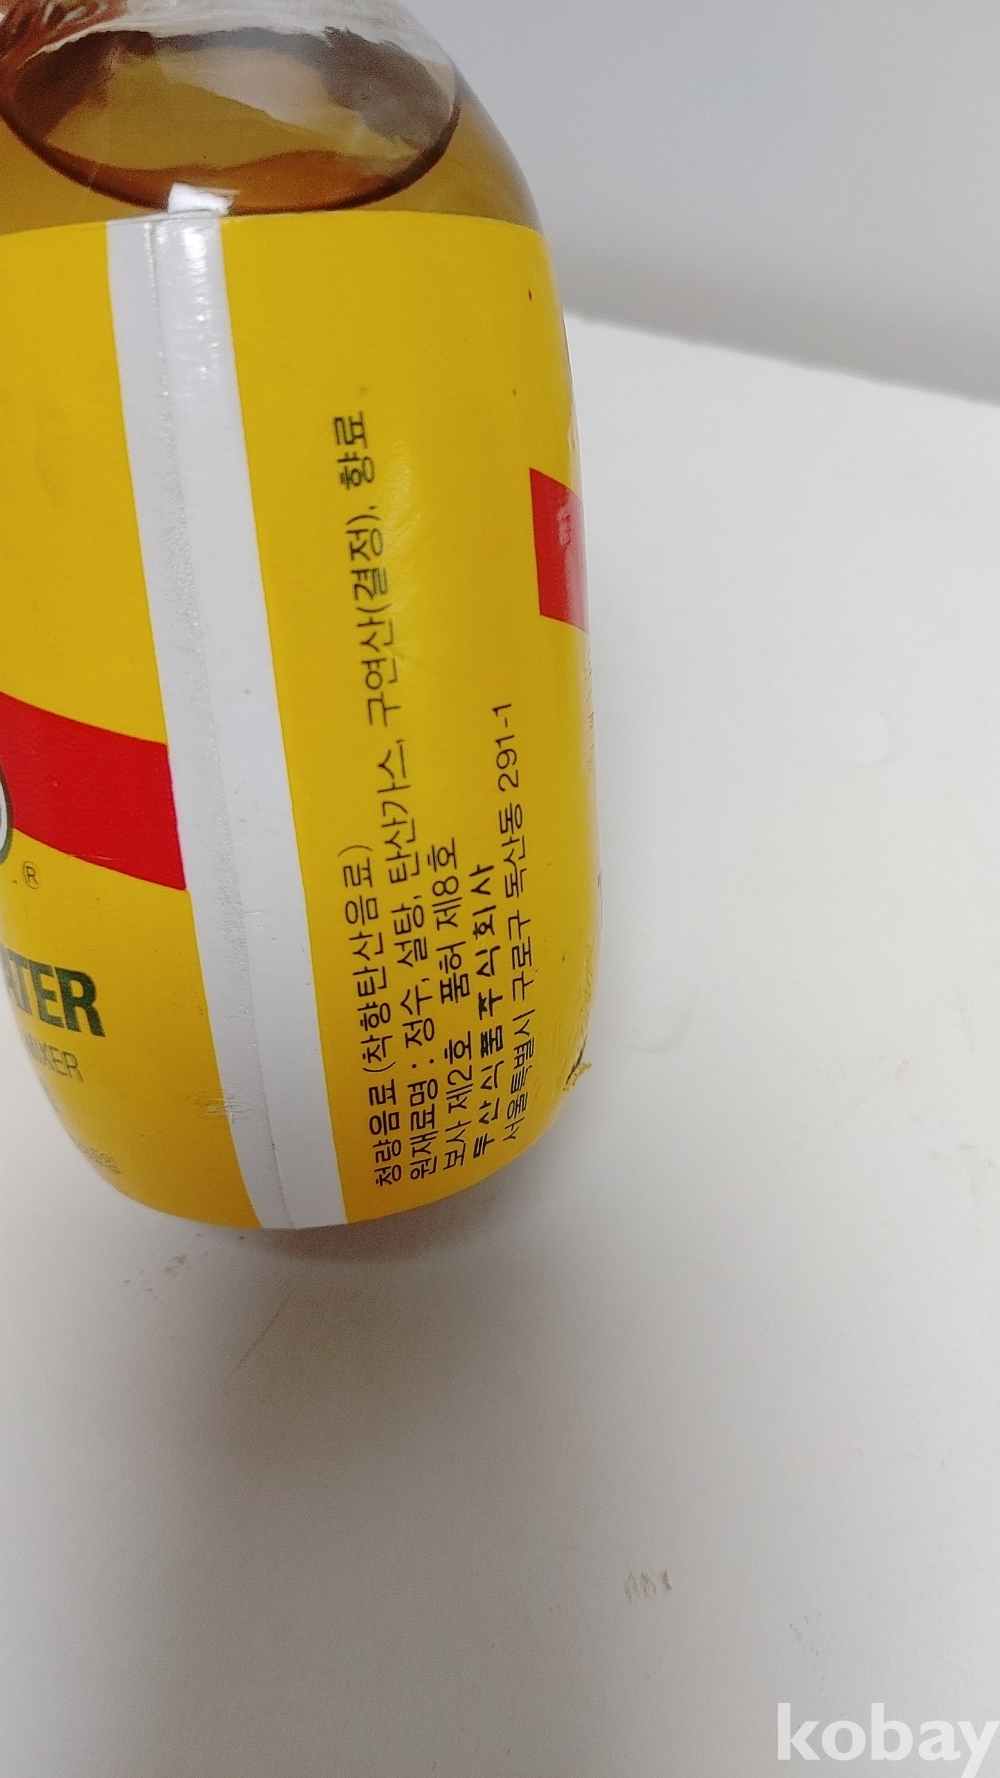 청량음료(착향탄산음료)
원재료명 : 정수, 설탕, 탄산가스, 구연산(결정), 향료
보사 제2호 품허 제8호
두산식품주식회사
서울특별시 구로구 독산동 291-1
®
TER
IXER
kobay